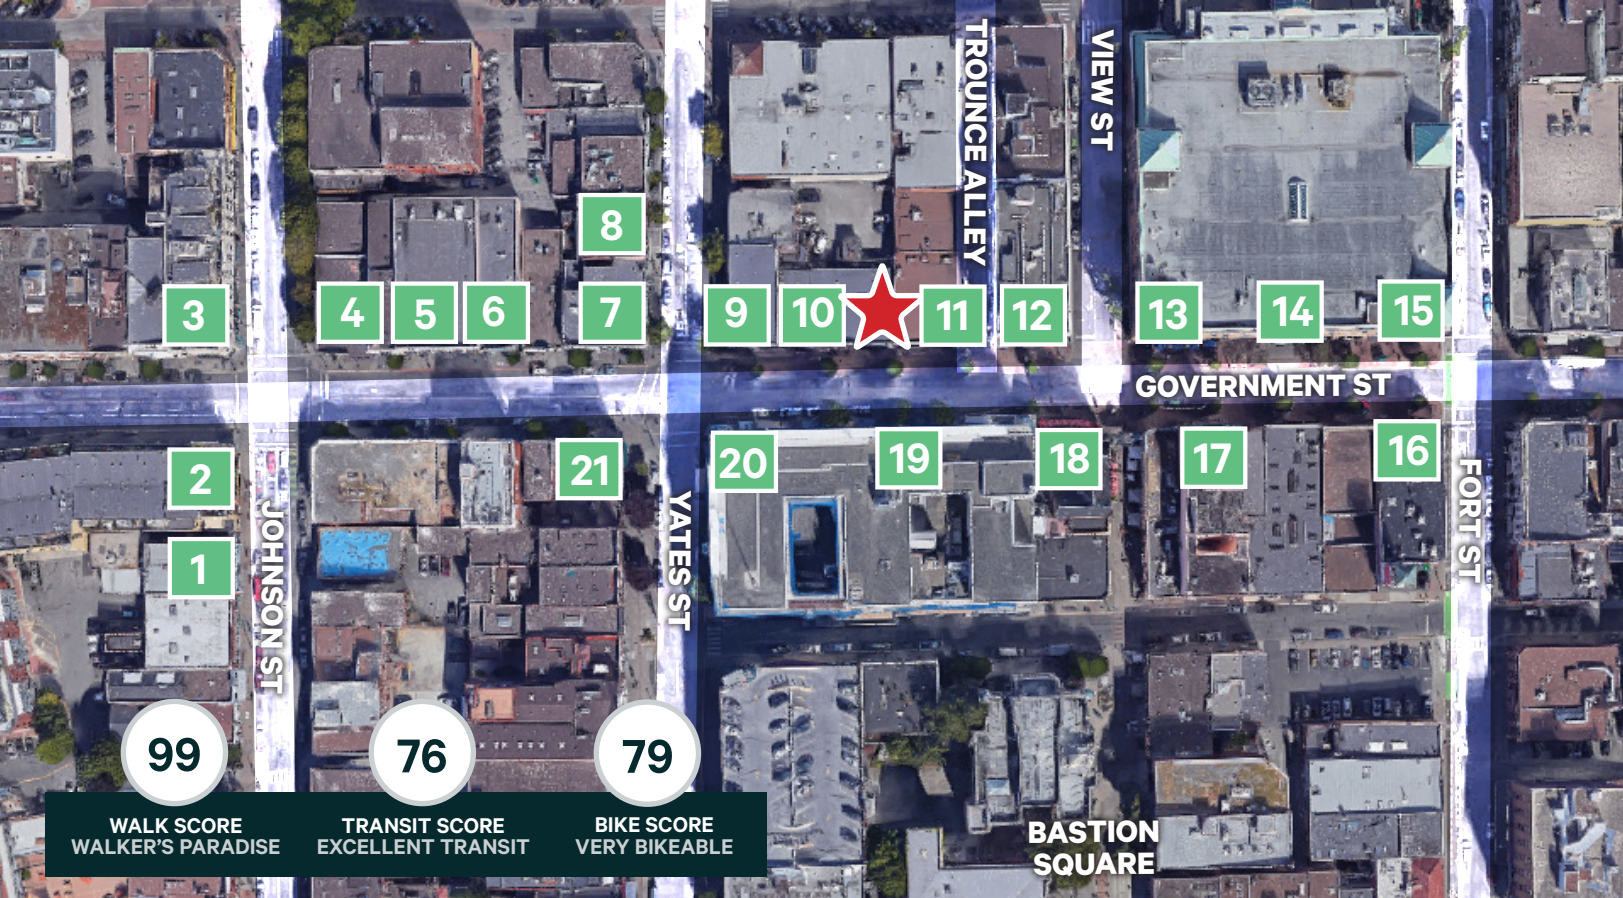 TROUNCE ALLEY
VIEW ST
8
3
4
5
6
7
9
10
11
12
13
14
15
GOVERNMENT ST
2
21
20
19
18
17
16
1
JOHNSON ST
YATES ST
FORT ST
99
76
79
WALK SCORE
WALKER'S PARADISE
TRANSIT SCORE
EXCELLENT TRANSIT
BIKE SCORE
VERY BIKEABLE
BASTION
SQUARE